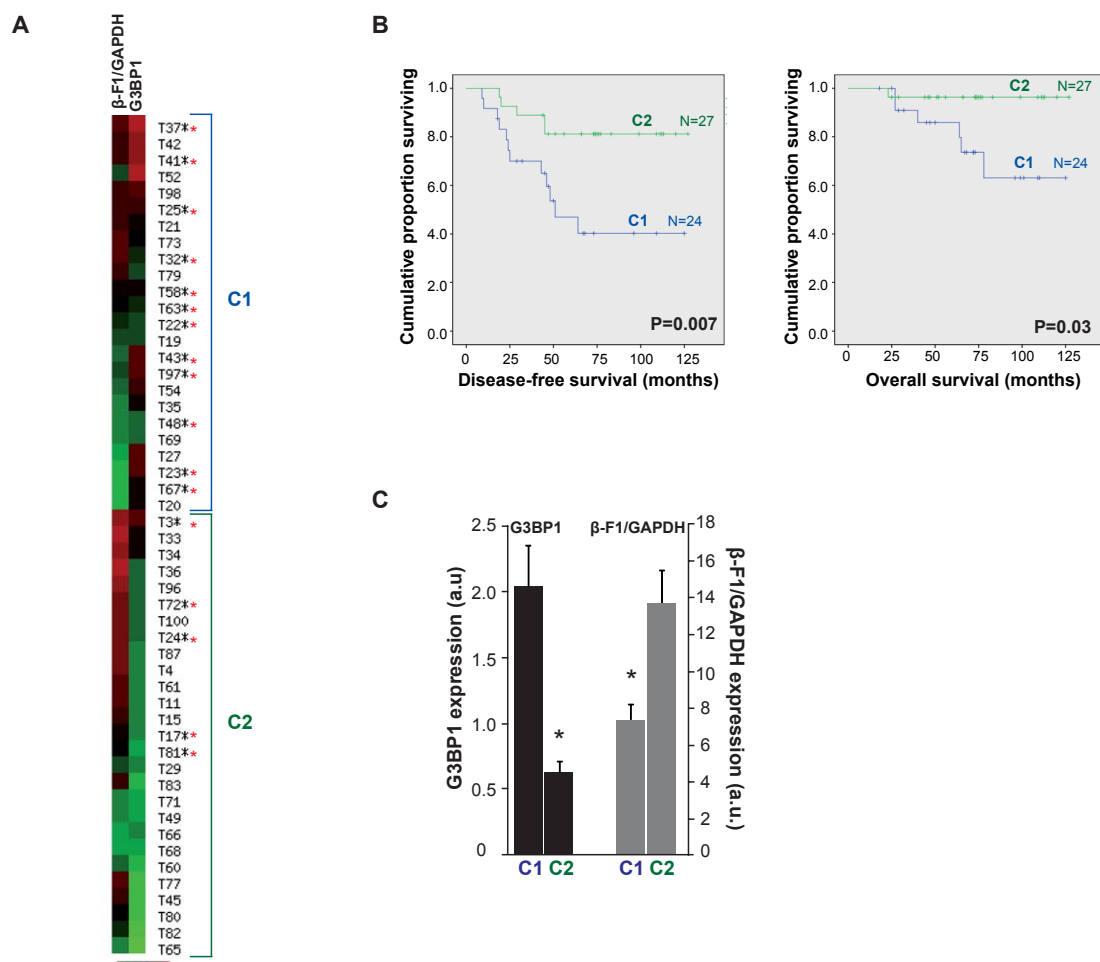 A
β-F1/GAPDH
G3BP1
T37**
T42
T41**
T52
T98
T25**
T21
T73
T32**
T79
T58**
T63**
T22**
T19
T43**
T97**
T54
T35
T48**
T69
T27
T23**
T67**
T20
T3**
T33
T34
T36
T96
T72**
T100
T24**
T87
T4
T61
T11
T15
T17**
T81**
T29
T83
T71
T49
T66
T68
T60
T77
T45
T80
T82
T65
C1
C2
B
Cumulative proportion surviving
1.0
8.0
6.0
4.0
1.0
0.0
C2 N=27
C1 N=24
P=0.007
0 25 50 75 100 125
Disease-free survival (months)
Cumulative proportion surviving
1.0
8.0
6.0
4.0
1.0
0.0
C2 N=27
C1 N=24
P=0.03
0 25 50 75 100 125
Overall survival (months)
C
G3BP1 β-F1/GAPDH
G3BP1 expression (a.u)
2.5
2.0
1.5
1.0
0.5
0
*
*
18
16
14
12
10
8
6
4
2
0
β-F1/GAPDH expression (a.u.)
C1 C2 C1 C2